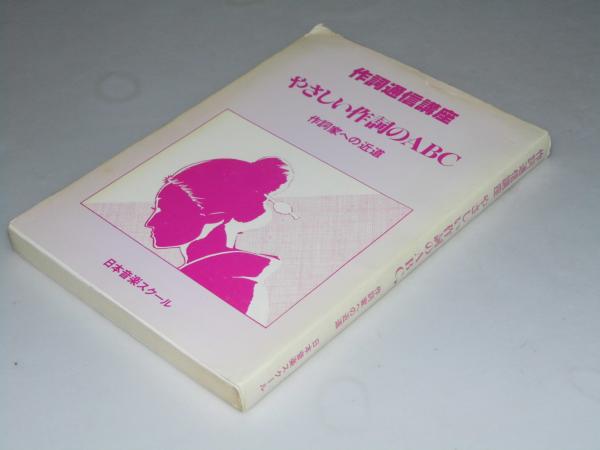 作詞通信講座
やさしい作詞のABC
作詞家への近道
日本音楽スクール
作詞通信講座 やさしい作詞のABC 作詞家への近道 日本音楽スクール